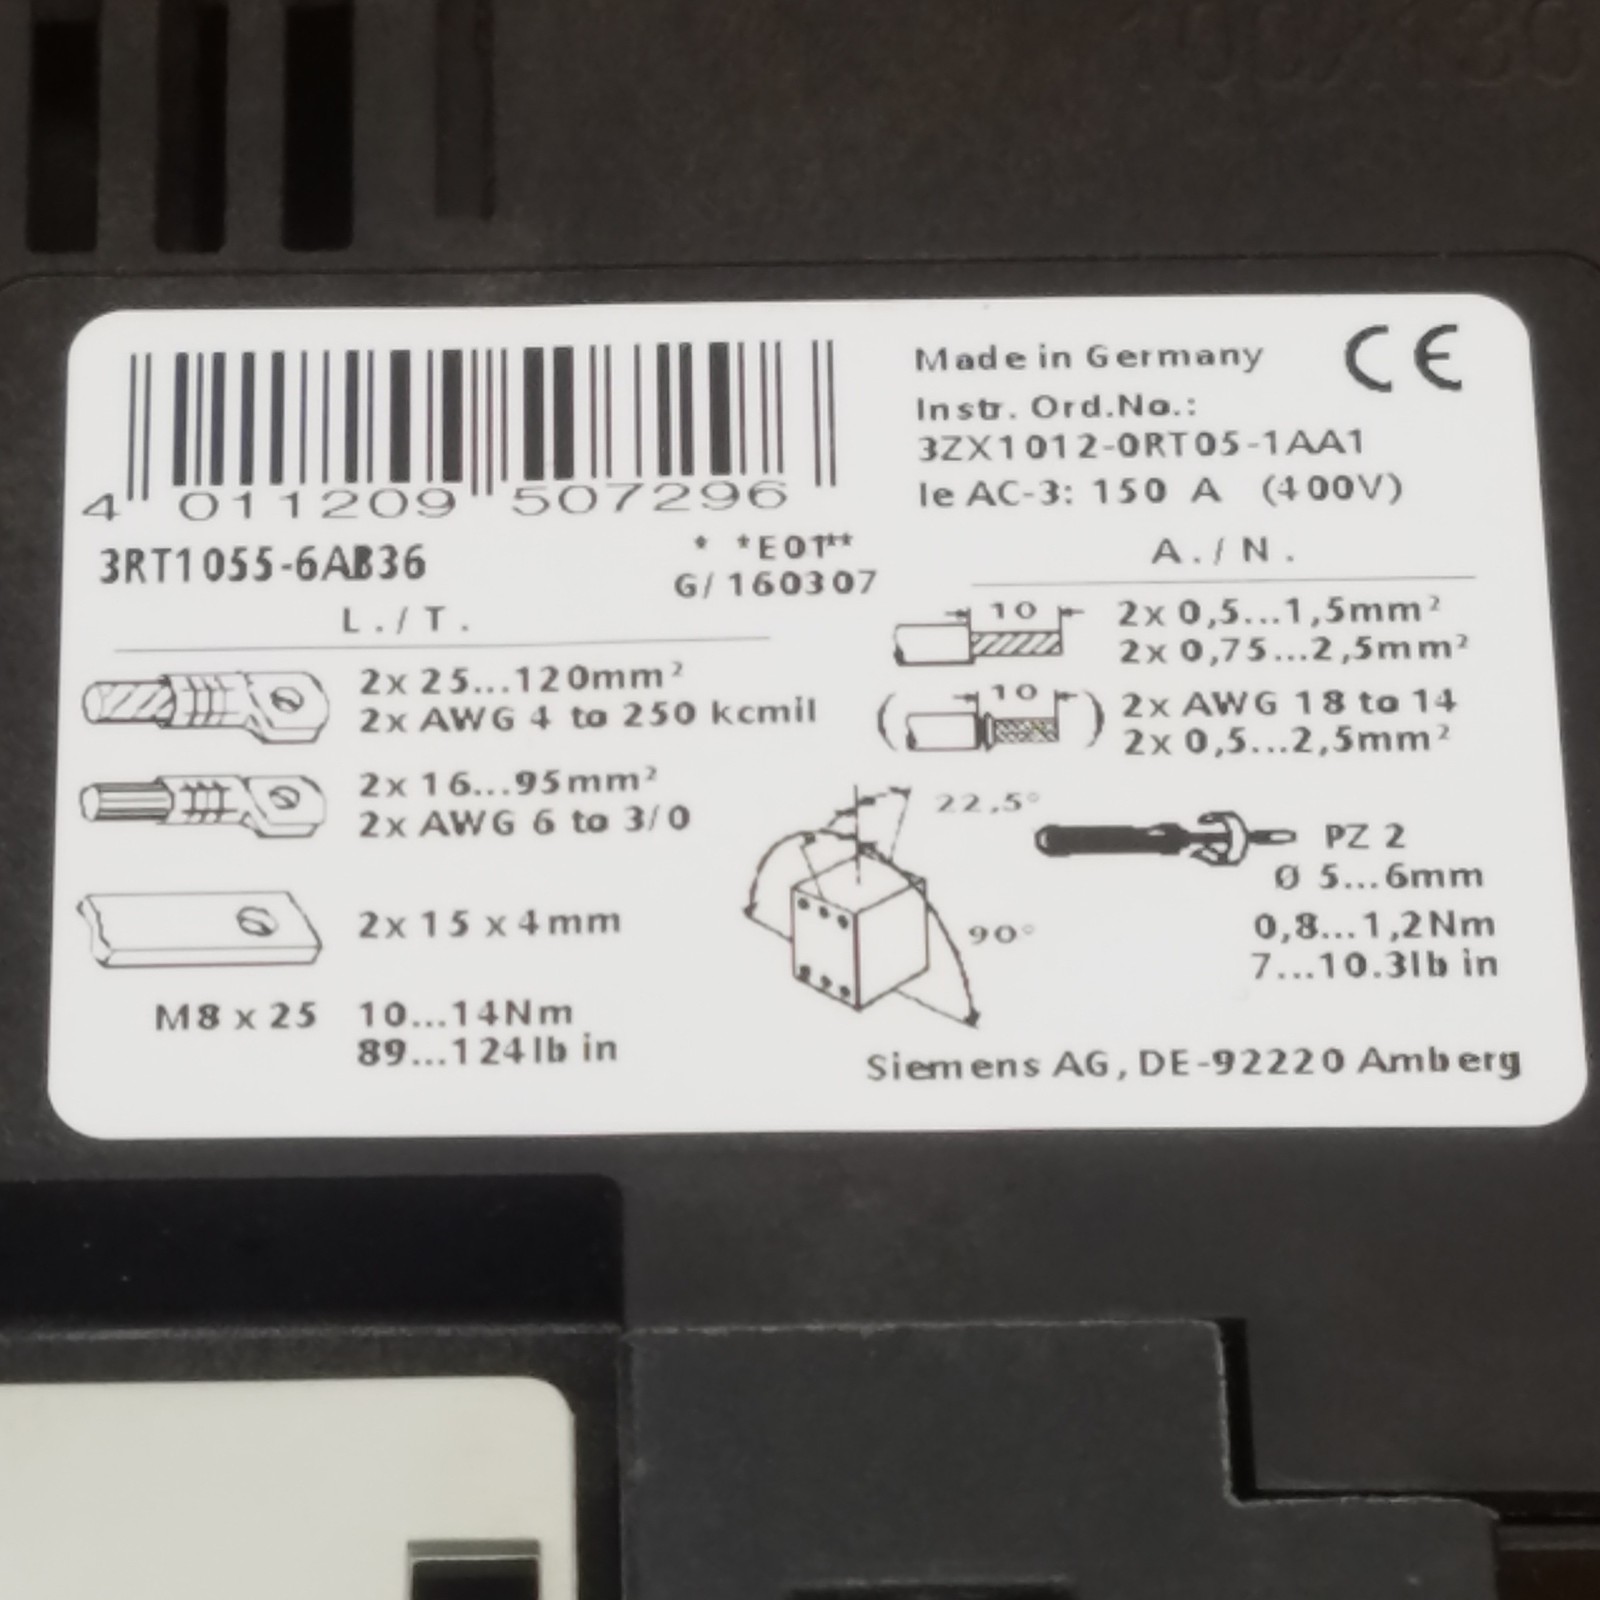 4 011209 507296
3RT1055-6AB36
* *E01**
G/160307
L./T.
2x 25...120mm²
2x AWG 4 to 250 kcmil
2x 16...95mm²
2x AWG 6 to 3/0
2x 15 x 4mm
M8 x 25 10...14Nm
89...124lb in
Made in Germany CE
Instr. Ord.No.:
3ZX1012-0RT05-1AA1
Ie AC-3: 150 A (400V)
A./N.
10 2x 0,5...1,5mm²
2x 0,75...2,5mm²
( 10 ) 2x AWG 18 to 14
2x 0,5...2,5mm²
22,5°
90°
PZ 2
Ø 5...6mm
0,8...1,2Nm
7...10.3lb in
Siemens AG, DE-92220 Amberg